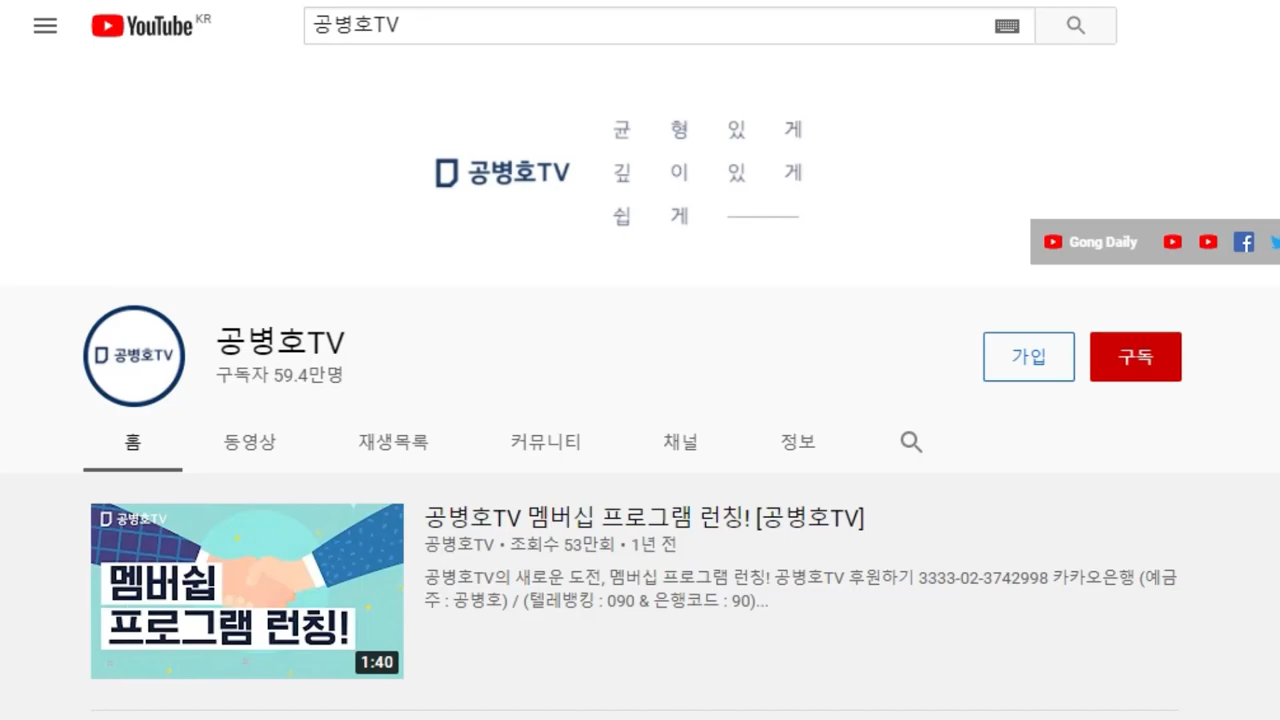 YouTube KR
공병호TV
균형있게
공병호TV 깊이있게
쉽게
Gong Daily
공병호TV
공병호TV
구독자 59.4만명
가입
구독
홈 동영상 재생목록 커뮤니티 채널 정보
공병호TV
멤버쉽
프로그램 런칭!
1:40
공병호TV 멤버십 프로그램 런칭! [공병호TV]
공병호TV • 조회수 53만회 • 1년 전
공병호TV의 새로운 도전, 멤버십 프로그램 런칭! 공병호TV 후원하기 3333-02-3742998 카카오은행 (예금
주 : 공병호) / (텔레뱅킹 : 090 & 은행코드 : 90)...